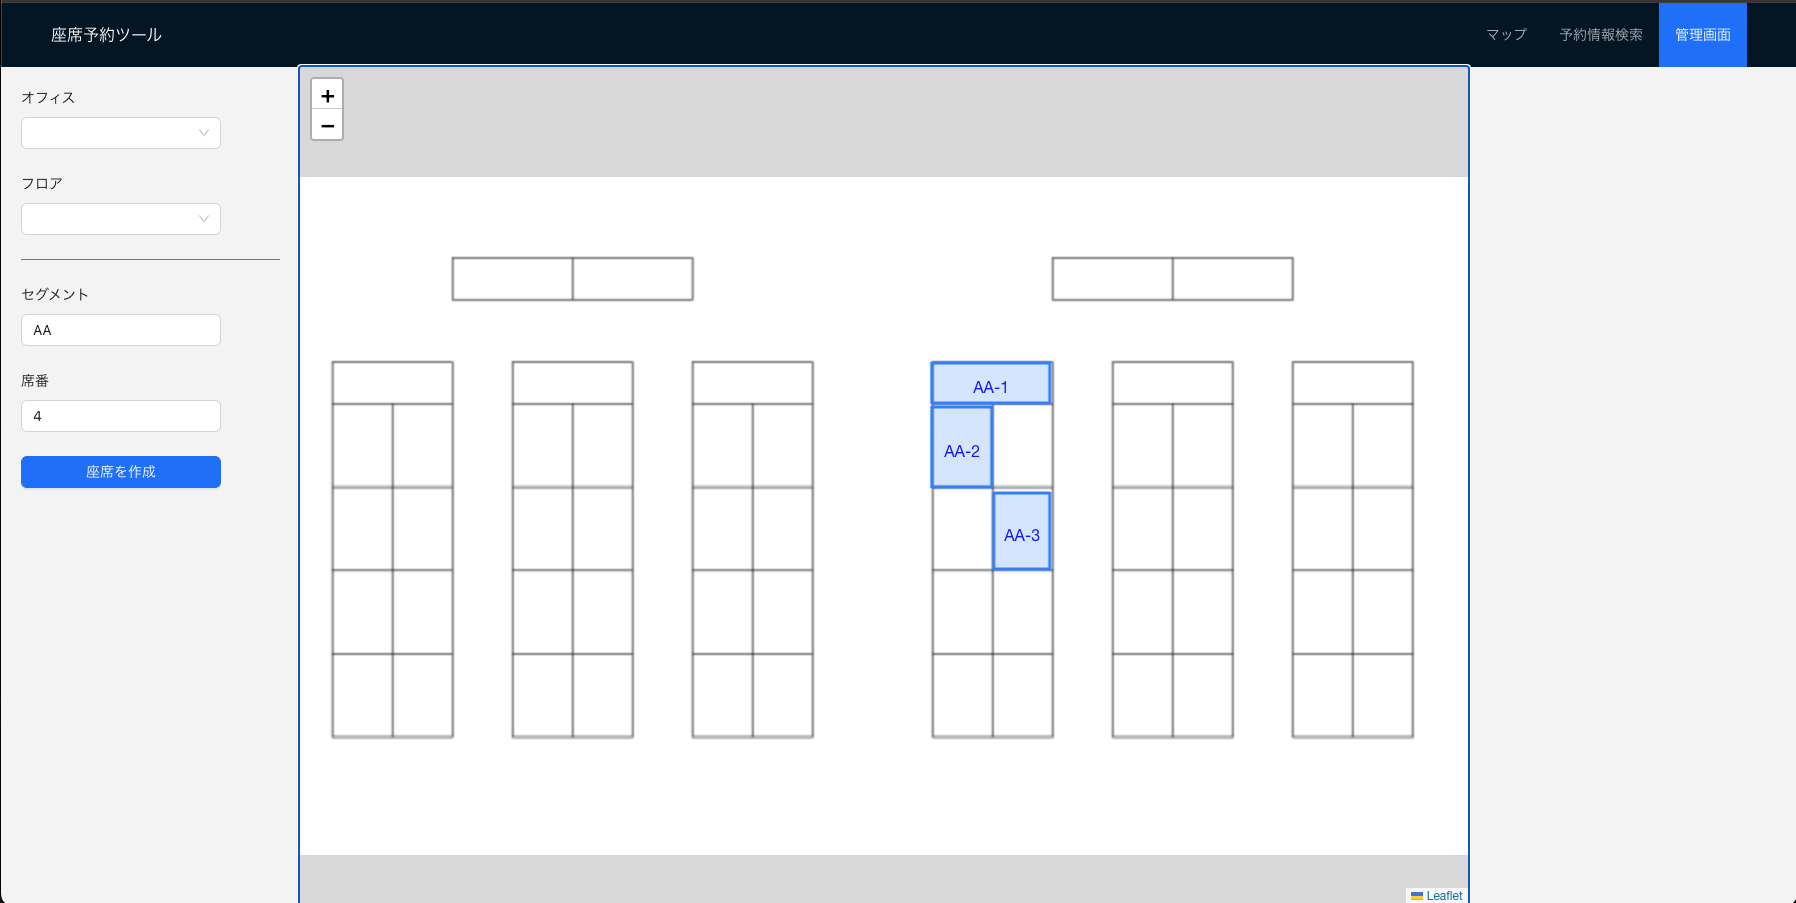 座席予約ツール
マップ
予約情報検索
管理画面
オフィス
フロア
セグメント
AA
席番
4
座席を作成
+
−
AA-1
AA-2
AA-3
Leaflet